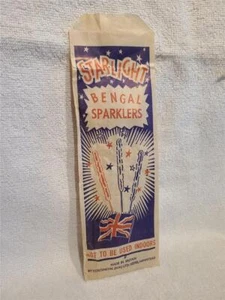 STARLIGHT
BENGAL
SPARKLERS
NOT TO BE USED INDOORS